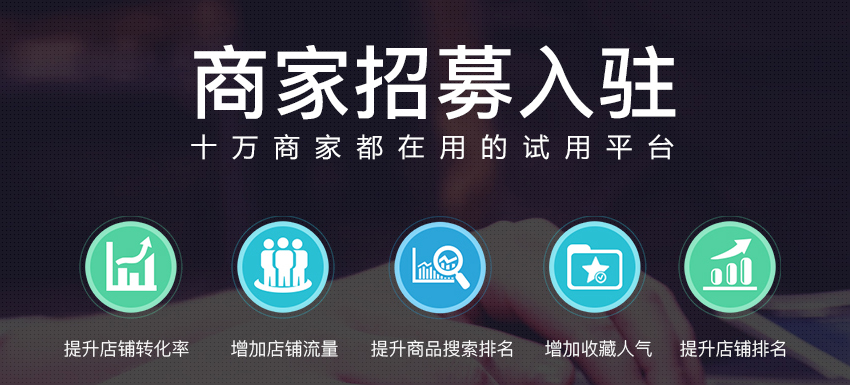 商家招募入驻
十万商家都在用的试用平台
提升店铺转化率
增加店铺流量
提升商品搜索排名
增加收藏人气
提升店铺排名